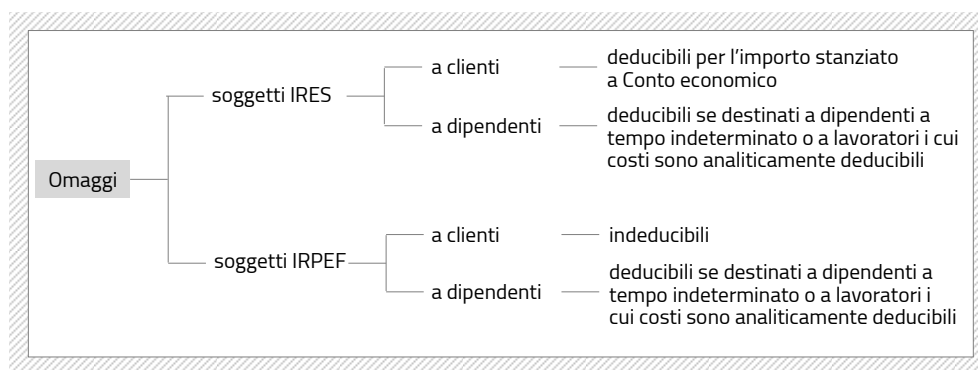 Omaggi
soggetti IRES
a clienti
deducibili per l'importo stanziato
a Conto economico
a dipendenti
deducibili se destinati a dipendenti a
tempo indeterminato o a lavoratori i cui
costi sono analiticamente deducibili
soggetti IRPEF
a clienti
indeducibili
a dipendenti
deducibili se destinati a dipendenti a
tempo indeterminato o a lavoratori i
cui costi sono analiticamente deducibili